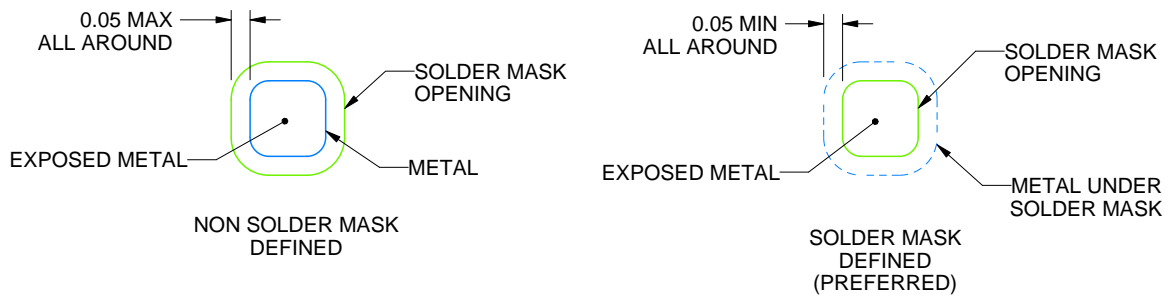 0.05 MAX
ALL AROUND
SOLDER MASK
OPENING
EXPOSED METAL
METAL
NON SOLDER MASK
DEFINED
0.05 MIN
ALL AROUND
SOLDER MASK
OPENING
EXPOSED METAL
METAL UNDER
SOLDER MASK
SOLDER MASK
DEFINED
(PREFERRED)